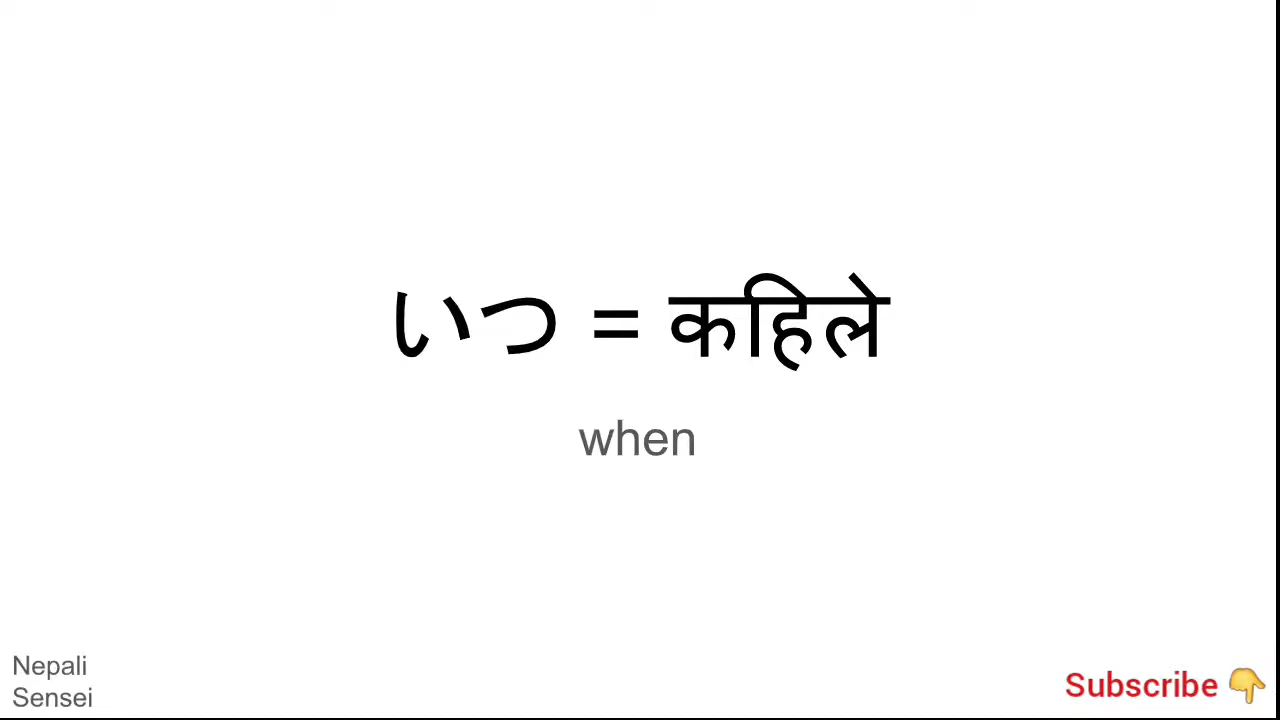 いつ = कहिले
when
Nepali
Sensei
Subscribe 👇